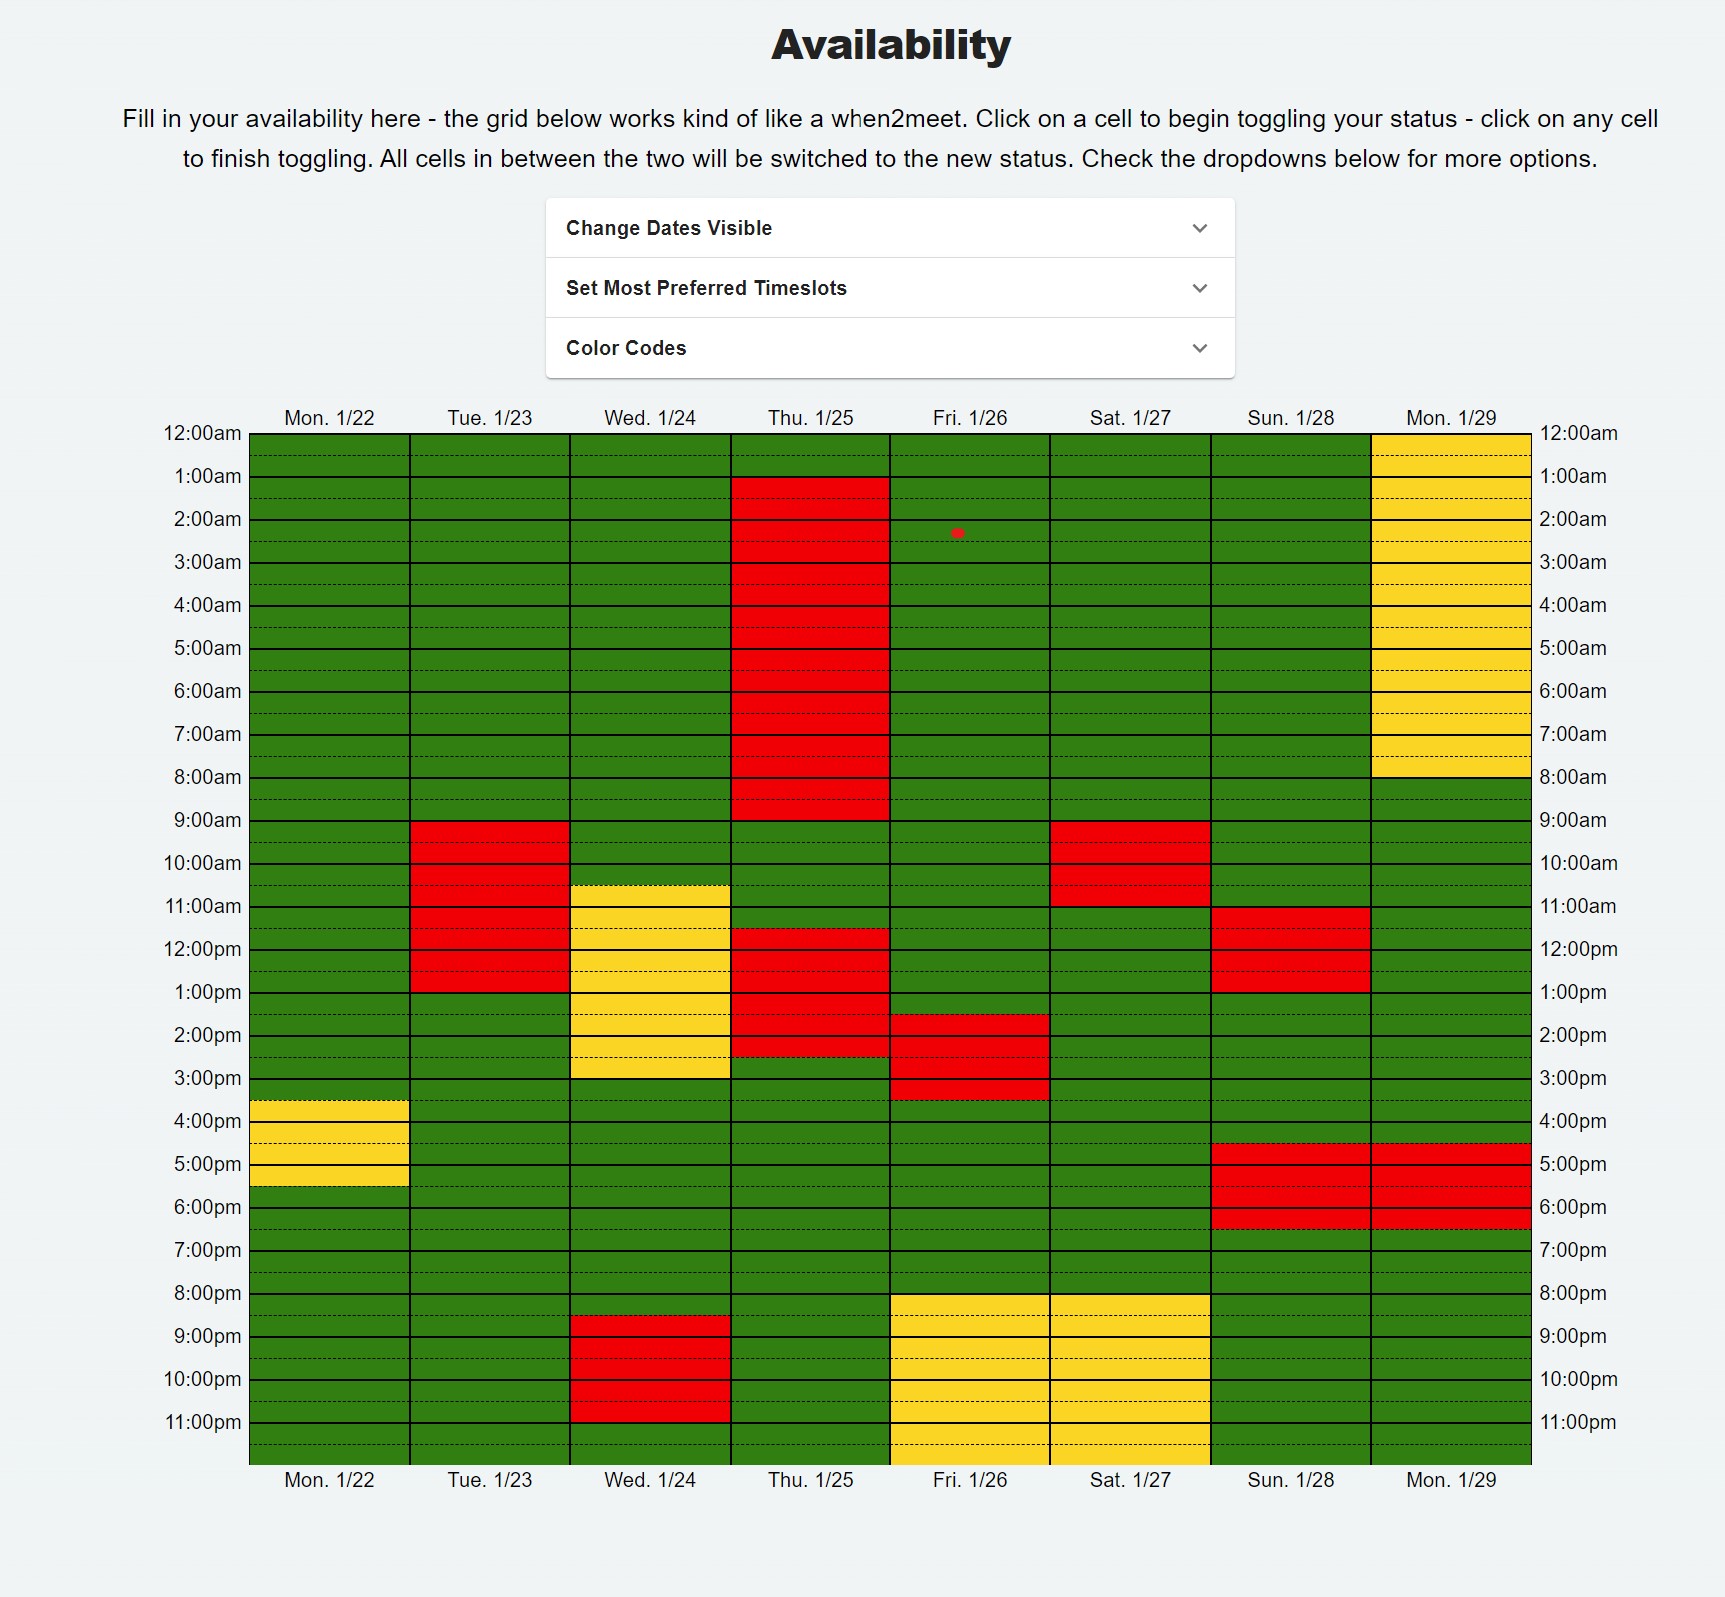 Availability
Fill in your availability here - the grid below works kind of like a when2meet. Click on a cell to begin toggling your status - click on any cell
to finish toggling. All cells in between the two will be switched to the new status. Check the dropdowns below for more options.
Change Dates Visible
Set Most Preferred Timeslots
Color Codes
Mon. 1/22 Tue. 1/23 Wed. 1/24 Thu. 1/25 Fri. 1/26 Sat. 1/27 Sun. 1/28 Mon. 1/29
12:00am 12:00am
1:00am 1:00am
2:00am 2:00am
3:00am 3:00am
4:00am 4:00am
5:00am 5:00am
6:00am 6:00am
7:00am 7:00am
8:00am 8:00am
9:00am 9:00am
10:00am 10:00am
11:00am 11:00am
12:00pm 12:00pm
1:00pm 1:00pm
2:00pm 2:00pm
3:00pm 3:00pm
4:00pm 4:00pm
5:00pm 5:00pm
6:00pm 6:00pm
7:00pm 7:00pm
8:00pm 8:00pm
9:00pm 9:00pm
10:00pm 10:00pm
11:00pm 11:00pm
Mon. 1/22 Tue. 1/23 Wed. 1/24 Thu. 1/25 Fri. 1/26 Sat. 1/27 Sun. 1/28 Mon. 1/29